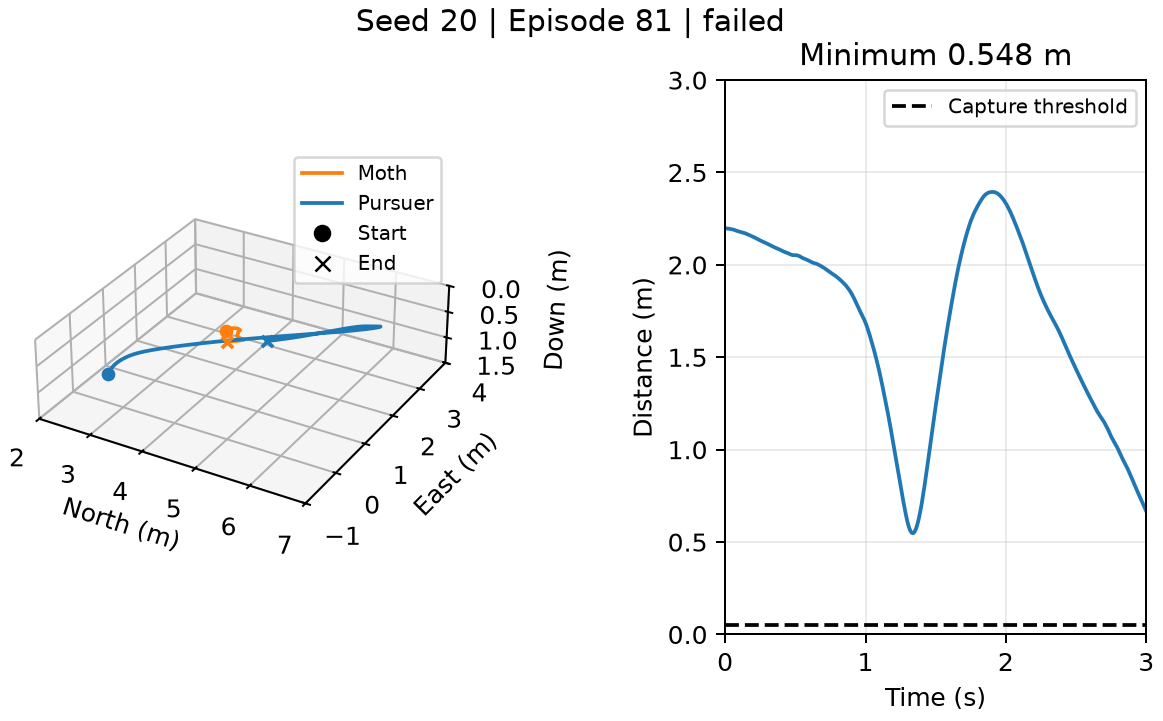 Seed 20 | Episode 81 | failed
Moth
Pursuer
Start
End
0.0
0.5
1.0
1.5
Down (m)
4
3
2
1
0
−1
East (m)
2
3
4
5
6
7
North (m)
Minimum 0.548 m
Capture threshold
3.0
2.5
2.0
1.5
1.0
0.5
0.0
Distance (m)
0
1
2
3
Time (s)